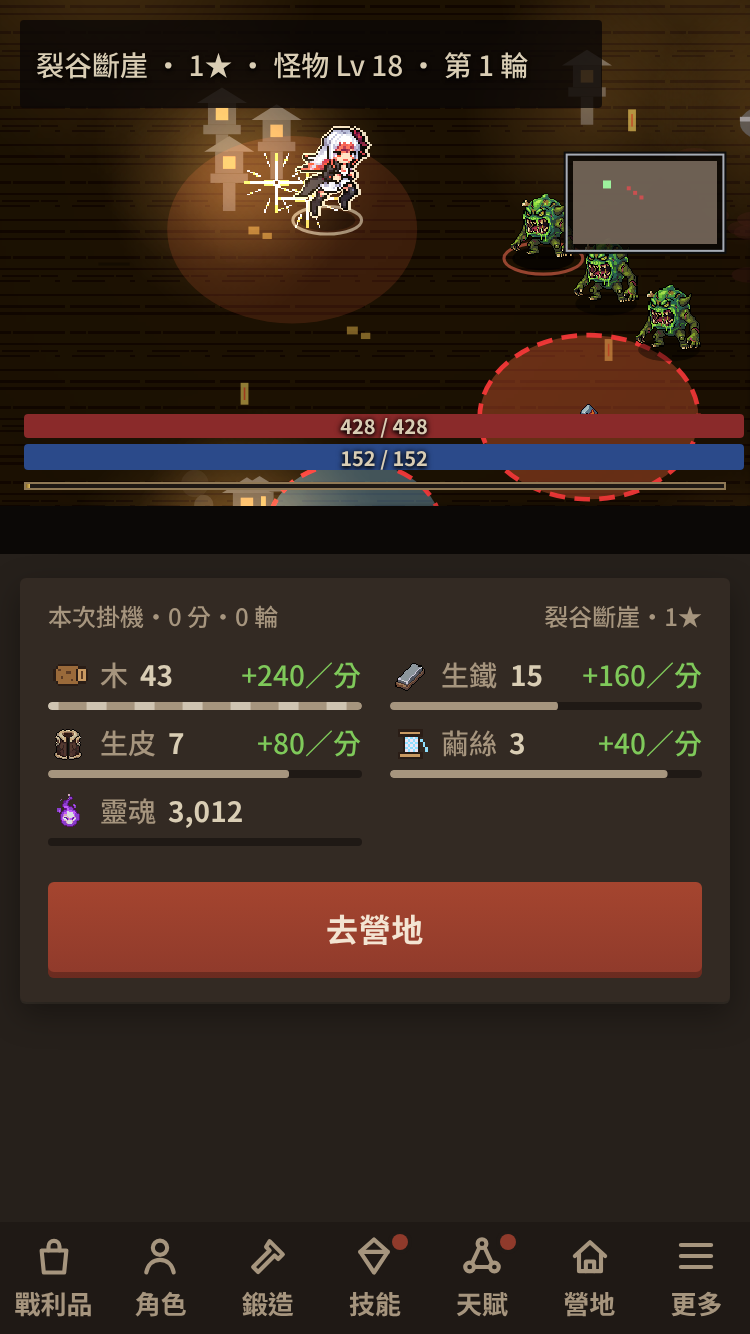 裂谷斷崖 · 1★ · 怪物 Lv 18 · 第 1 輪
428 / 428
152 / 152
本次掛機·0 分·0 輪
裂谷斷崖·1★
木 43 +240／分
生鐵 15 +160／分
生皮 7 +80／分
繭絲 3 +40／分
靈魂 3,012
去營地
戰利品 角色 鍛造 技能 天賦 營地 更多